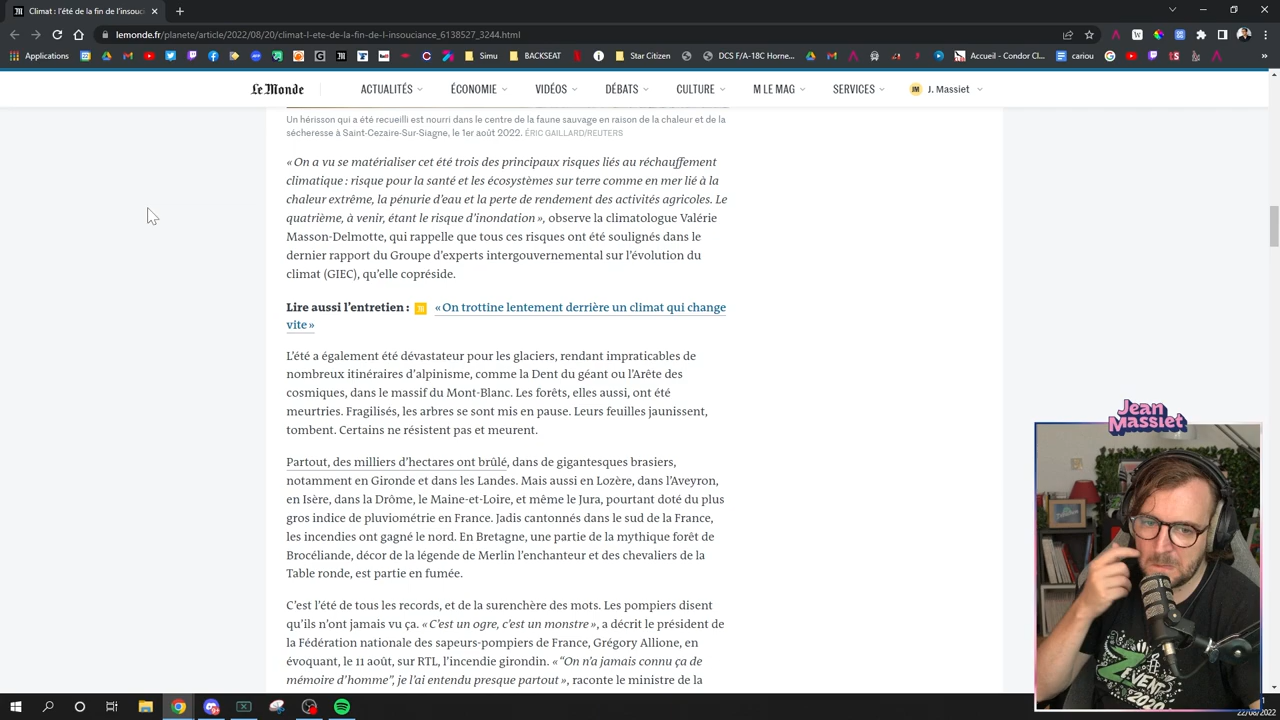 Climat : l'été de la fin de l'insouci
lemonde.fr/planete/article/2022/08/20/climat-l-ete-de-la-fin-de-l-insouciance_6138527_3244.html
Applications
Simu
BACKSEAT
Star Citizen
DCS F/A-18C Horne...
Accueil - Condor Cl...
cariou
Le Monde
ACTUALITÉS
ÉCONOMIE
VIDÉOS
DÉBATS
CULTURE
M LE MAG
SERVICES
JM
J. Massiet
Un hérisson qui a été recueilli est nourri dans le centre de la faune sauvage en raison de la chaleur et de la
sécheresse à Saint-Cezaire-Sur-Siagne, le 1er août 2022. ÉRIC GAILLARD/REUTERS
« On a vu se matérialiser cet été trois des principaux risques liés au réchauffement
climatique : risque pour la santé et les écosystèmes sur terre comme en mer lié à la
chaleur extrême, la pénurie d'eau et la perte de rendement des activités agricoles. Le
quatrième, à venir, étant le risque d'inondation », observe la climatologue Valérie
Masson-Delmotte, qui rappelle que tous ces risques ont été soulignés dans le
dernier rapport du Groupe d'experts intergouvernemental sur l'évolution du
climat (GIEC), qu'elle copréside.
Lire aussi l'entretien : « On trottine lentement derrière un climat qui change
vite »
L'été a également été dévastateur pour les glaciers, rendant impraticables de
nombreux itinéraires d'alpinisme, comme la Dent du géant ou l'Arête des
cosmiques, dans le massif du Mont-Blanc. Les forêts, elles aussi, ont été
meurtries. Fragilisés, les arbres se sont mis en pause. Leurs feuilles jaunissent,
tombent. Certains ne résistent pas et meurent.
Partout, des milliers d'hectares ont brûlé, dans de gigantesques brasiers,
notamment en Gironde et dans les Landes. Mais aussi en Lozère, dans l'Aveyron,
en Isère, dans la Drôme, le Maine-et-Loire, et même le Jura, pourtant doté du plus
gros indice de pluviométrie en France. Jadis cantonnés dans le sud de la France,
les incendies ont gagné le nord. En Bretagne, une partie de la mythique forêt de
Brocéliande, décor de la légende de Merlin l'enchanteur et des chevaliers de la
Table ronde, est partie en fumée.
C'est l'été de tous les records, et de la surenchère des mots. Les pompiers disent
qu'ils n'ont jamais vu ça. « C'est un ogre, c'est un monstre », a décrit le président de
la Fédération nationale des sapeurs-pompiers de France, Grégory Allione, en
évoquant, le 11 août, sur RTL, l'incendie girondin. « "On n'a jamais connu ça de
mémoire d'homme", je l'ai entendu presque partout », raconte le ministre de la
Jean
Massiet
ZEVENT
2020
22/08/2022